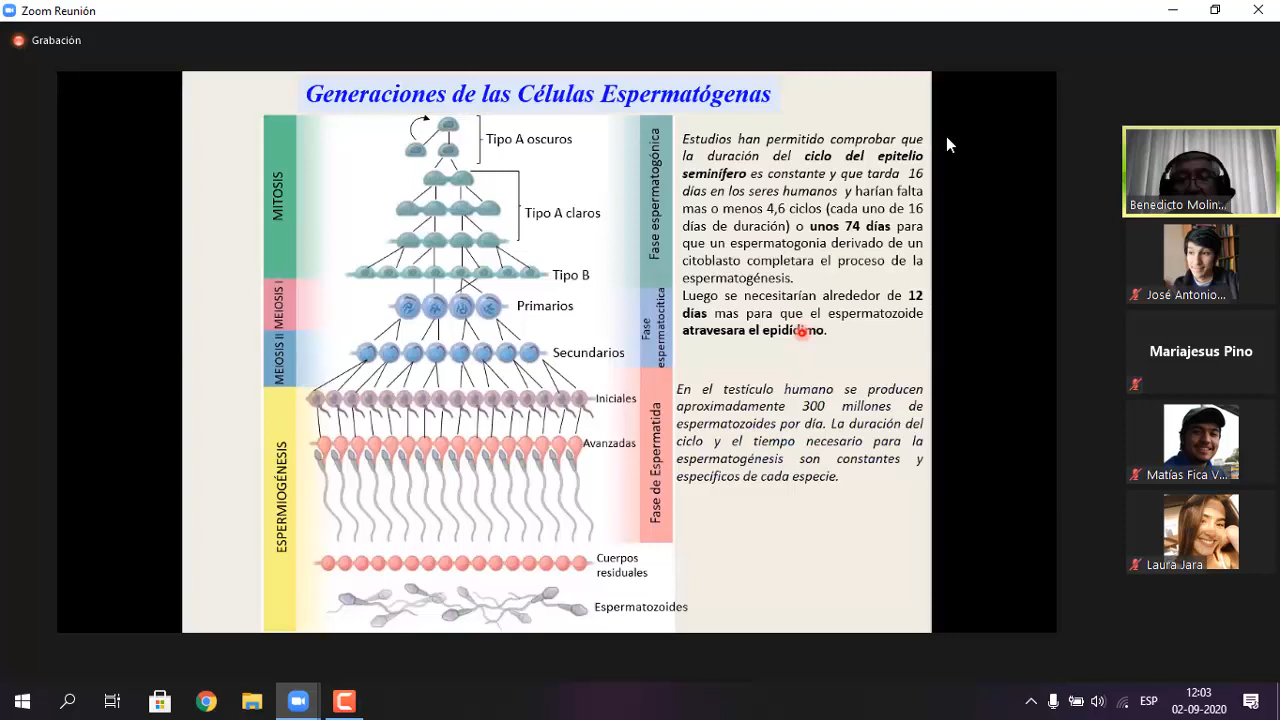 Zoom Reunión
Grabación
Generaciones de las Células Espermatógenas
MITOSIS
MEIOSIS I
MEIOSIS II
ESPERMIOGÉNESIS
Tipo A oscuros
Tipo A claros
Tipo B
Primarios
Secundarios
Iniciales
Avanzadas
Cuerpos
residuales
Espermatozoides
Fase espermatogónica
Fase
espermatocítica
Fase de Espermatida
Estudios han permitido comprobar que
la duración del ciclo del epitelio
seminífero es constante y que tarda 16
días en los seres humanos y harían falta
mas o menos 4,6 ciclos (cada uno de 16
días de duración) o unos 74 días para
que un espermatogonia derivado de un
citoblasto completara el proceso de la
espermatogénesis.
Luego se necesitarían alrededor de 12
días mas para que el espermatozoide
atravesara el epidídimo.
En el testículo humano se producen
aproximadamente 300 millones de
espermatozoides por día. La duración del
ciclo y el tiempo necesario para la
espermatogénesis son constantes y
específicos de cada especie.
Benedicto Molin...
José Antonio...
Mariajesus Pino
Matías Fica V...
Laura Jara
ESP
12:03
02-09-2020